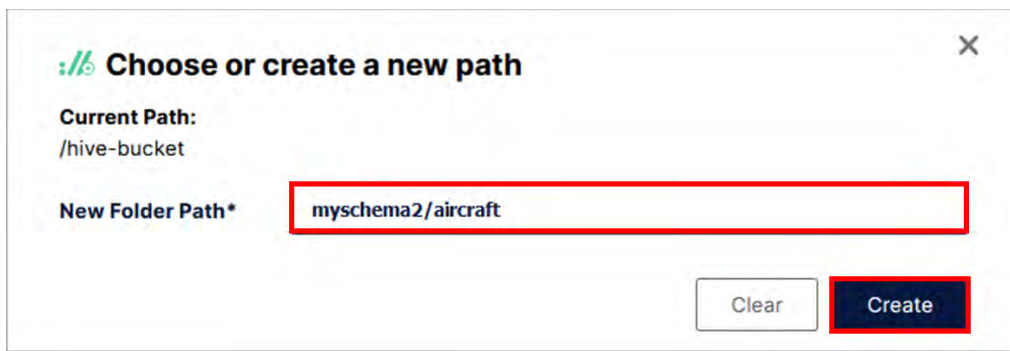 Choose or create a new path
Current Path:
/hive-bucket
New Folder Path*
myschema2/aircraft
Clear
Create